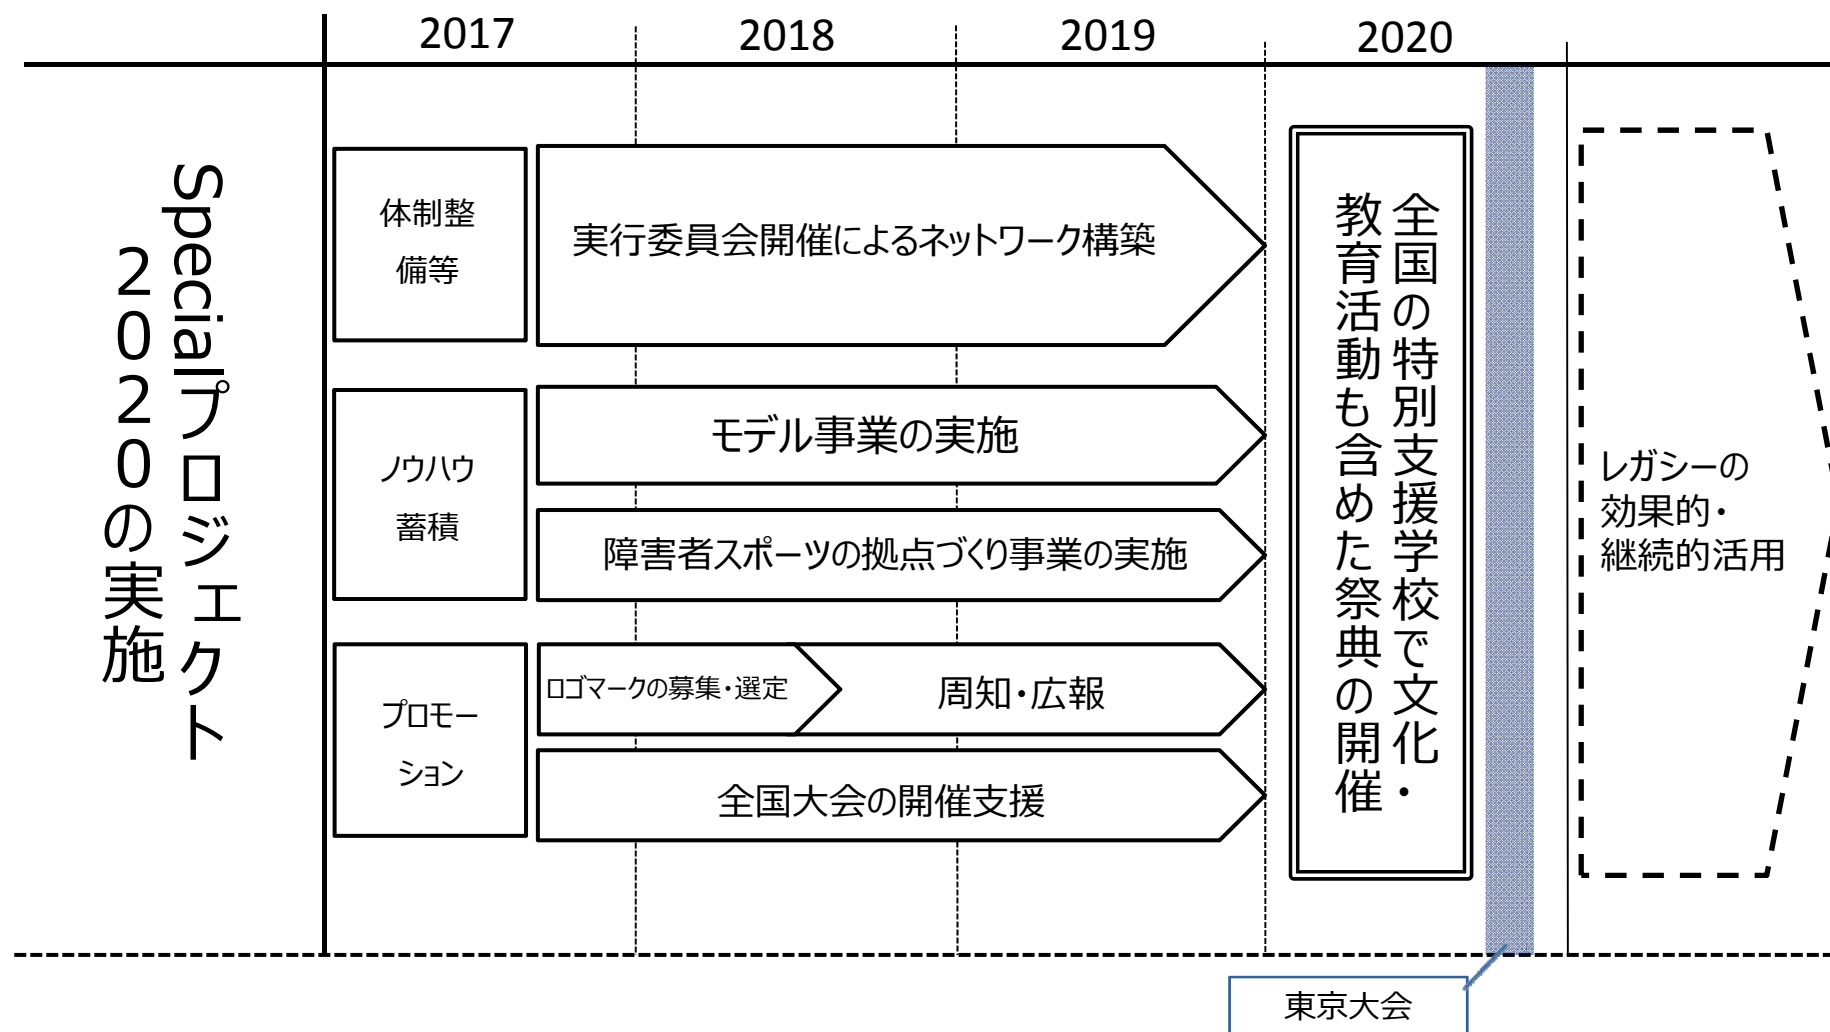 2017
2018
2019
2020
Specialプロジェクト
2020の実施
体制整
備等
実行委員会開催によるネットワーク構築
ノウハウ
蓄積
モデル事業の実施
障害者スポーツの拠点づくり事業の実施
プロモー
ション
ロゴマークの募集・選定
周知・広報
全国大会の開催支援
全国の特別支援学校で文化・
教育活動も含めた祭典の開催
レガシーの
効果的・
継続的活用
東京大会